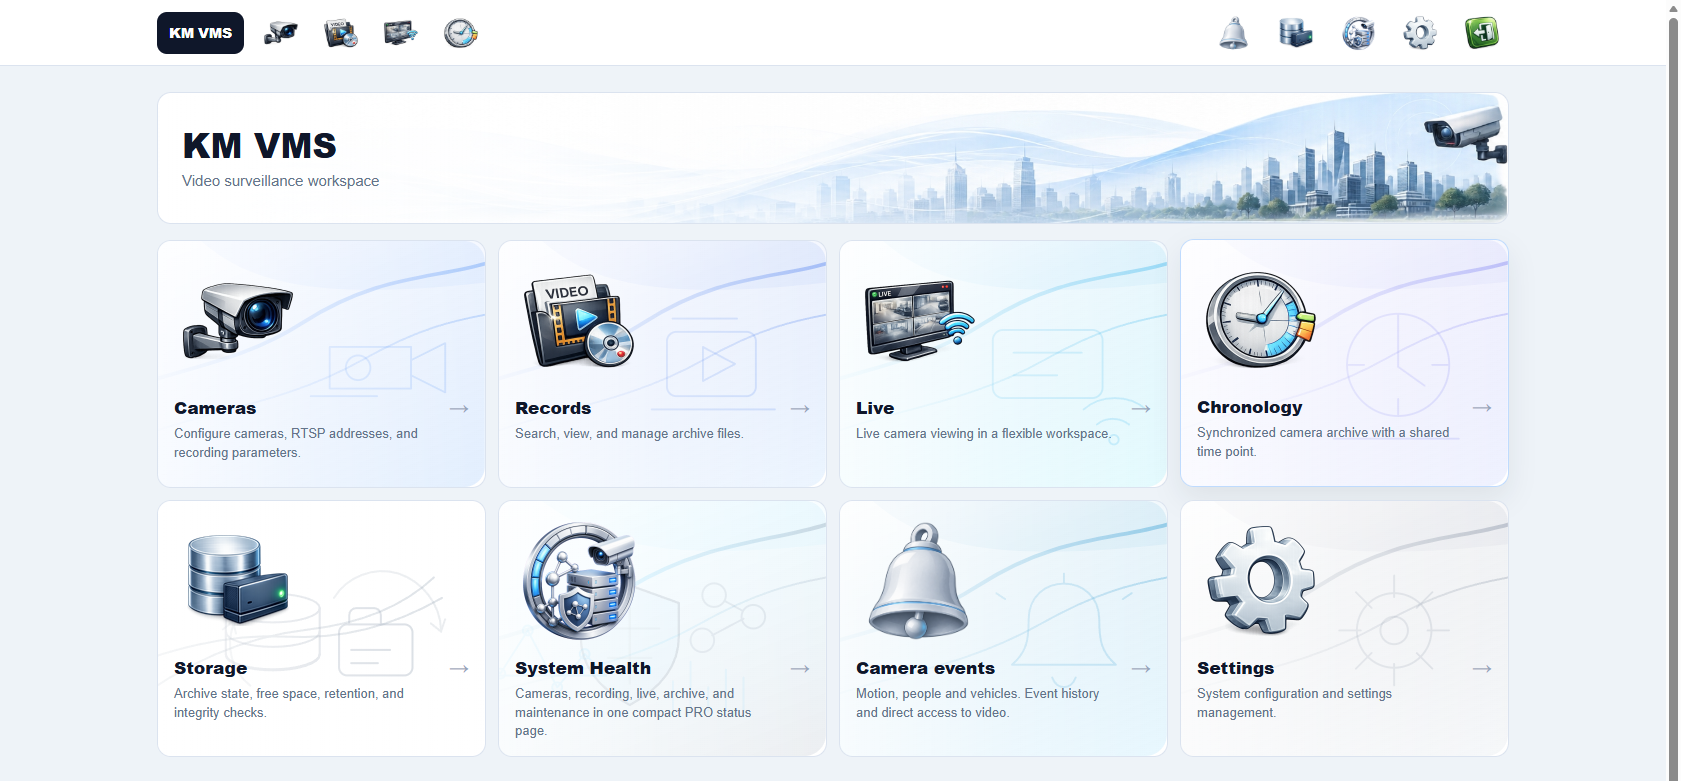 KM VMS
KM VMS
Video surveillance workspace
VIDEO
LIVE
Cameras →
Configure cameras, RTSP addresses, and
recording parameters.
Records →
Search, view, and manage archive files.
Live →
Live camera viewing in a flexible workspace.
Chronology →
Synchronized camera archive with a shared
time point.
Storage →
Archive state, free space, retention, and
integrity checks.
System Health →
Cameras, recording, live, archive, and
maintenance in one compact PRO status
page.
Camera events →
Motion, people and vehicles. Event history
and direct access to video.
Settings →
System configuration and settings
management.